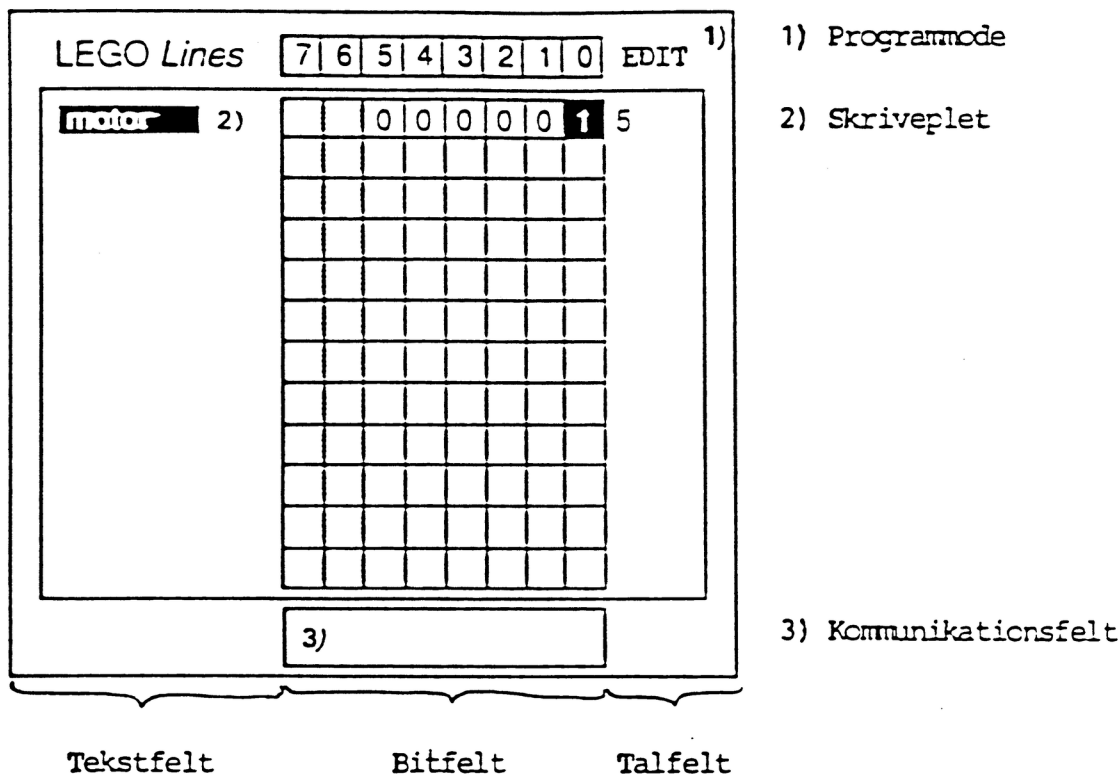 LEGO Lines 7 6 5 4 3 2 1 0 EDIT 1)
1) Programmode
motor 2) 0 0 0 0 0 1 5
2) Skriveplet
3)
3) Kommunikationsfelt
Tekstfelt Bitfelt Talfelt